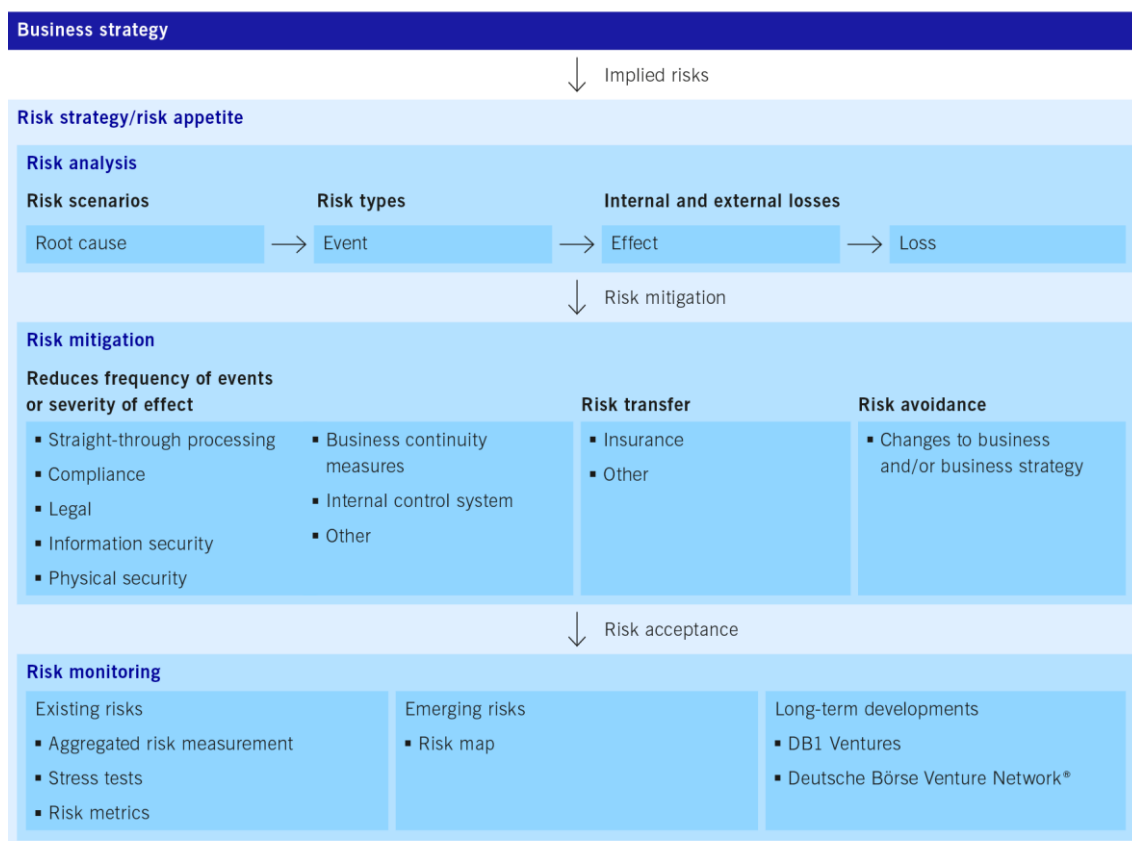 Business strategy
Implied risks
Risk strategy/risk appetite
Risk analysis
Risk scenarios
Risk types
Internal and external losses
Root cause
Event
Effect
Loss
Risk mitigation
Risk mitigation
Reduces frequency of events
or severity of effect
▪ Straight-through processing
▪ Compliance
▪ Legal
▪ Information security
▪ Physical security
▪ Business continuity
measures
▪ Internal control system
▪ Other
Risk transfer
▪ Insurance
▪ Other
Risk avoidance
▪ Changes to business
and/or business strategy
Risk acceptance
Risk monitoring
Existing risks
▪ Aggregated risk measurement
▪ Stress tests
▪ Risk metrics
Emerging risks
▪ Risk map
Long-term developments
▪ DB1 Ventures
▪ Deutsche Börse Venture Network®